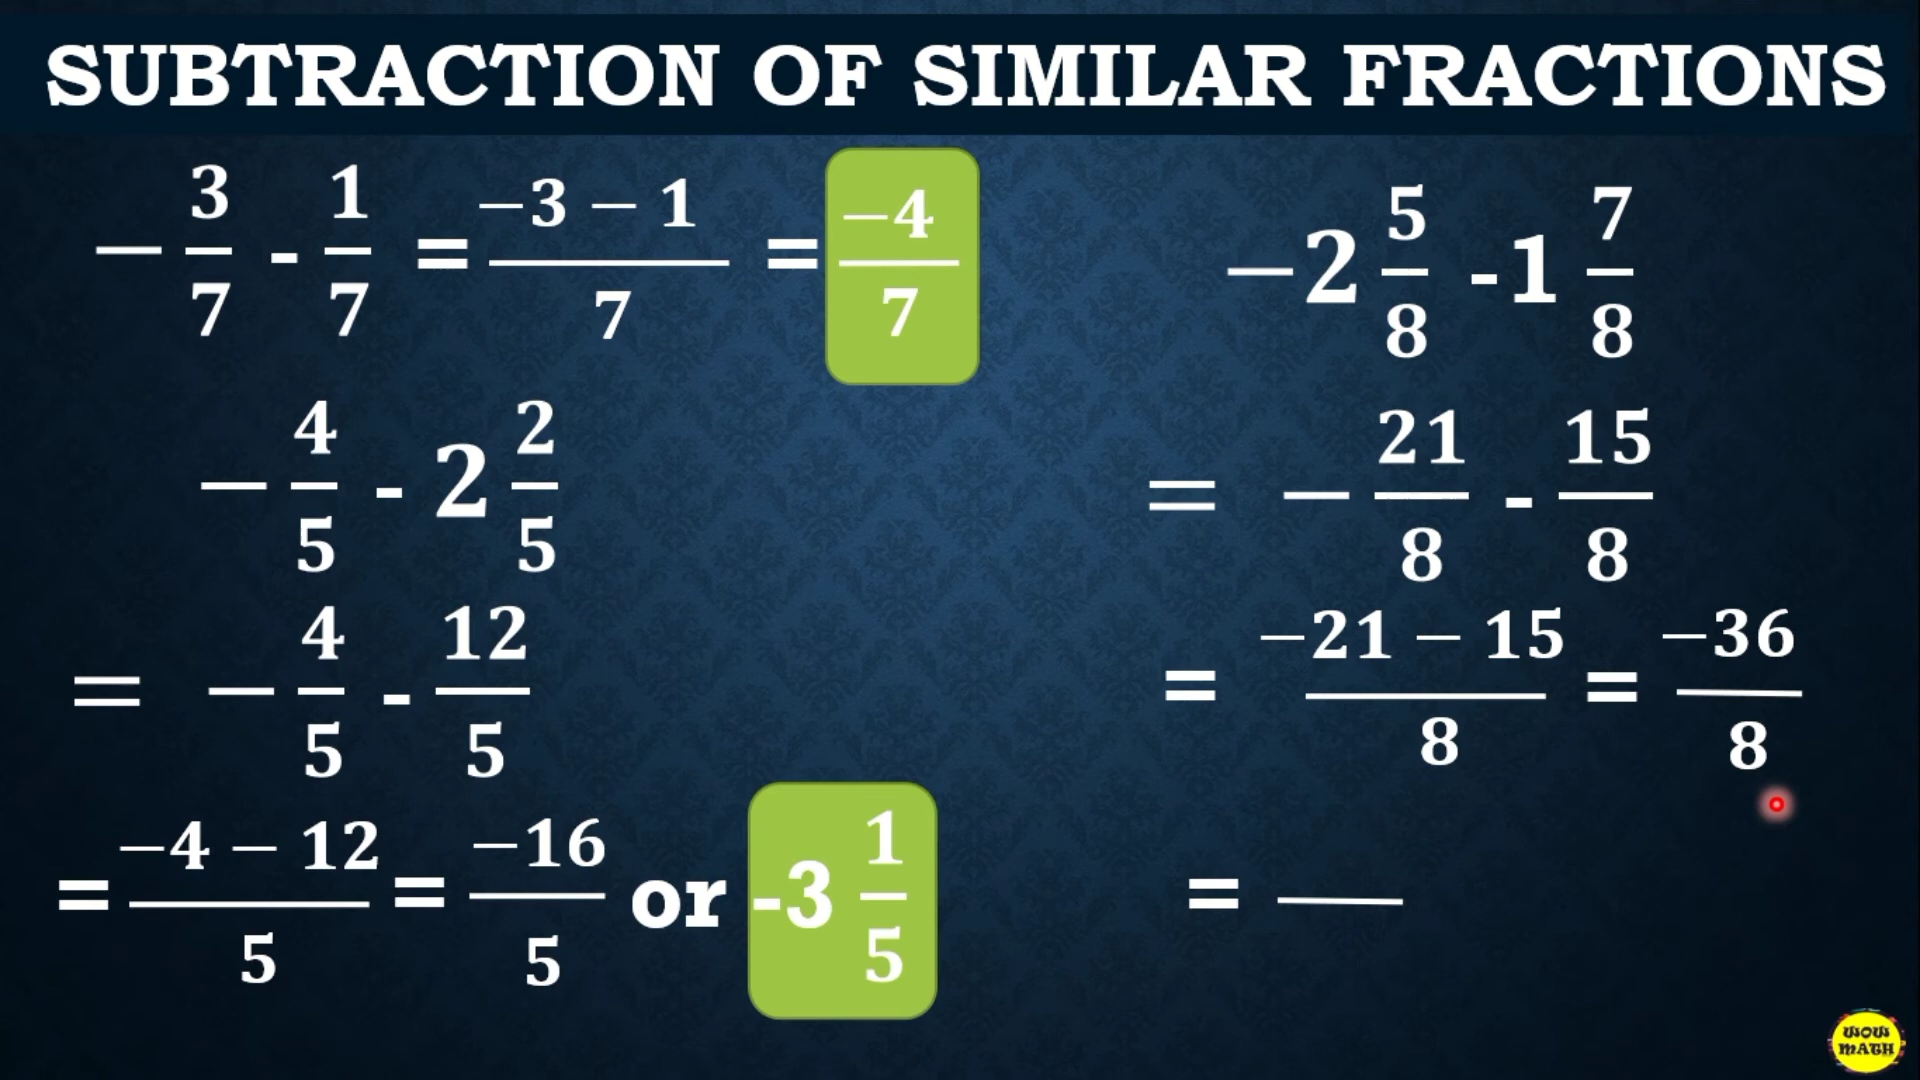 SUBTRACTION OF SIMILAR FRACTIONS
− 3/7 - 1/7 = −3 − 1/7 = −4/7
− 4/5 - 2 2/5
= − 4/5 - 12/5
= −4 − 12/5 = −16/5 or -3 1/5
−2 5/8 -1 7/8
= − 21/8 - 15/8
= −21 − 15/8 = −36/8
=
WOW
MATH